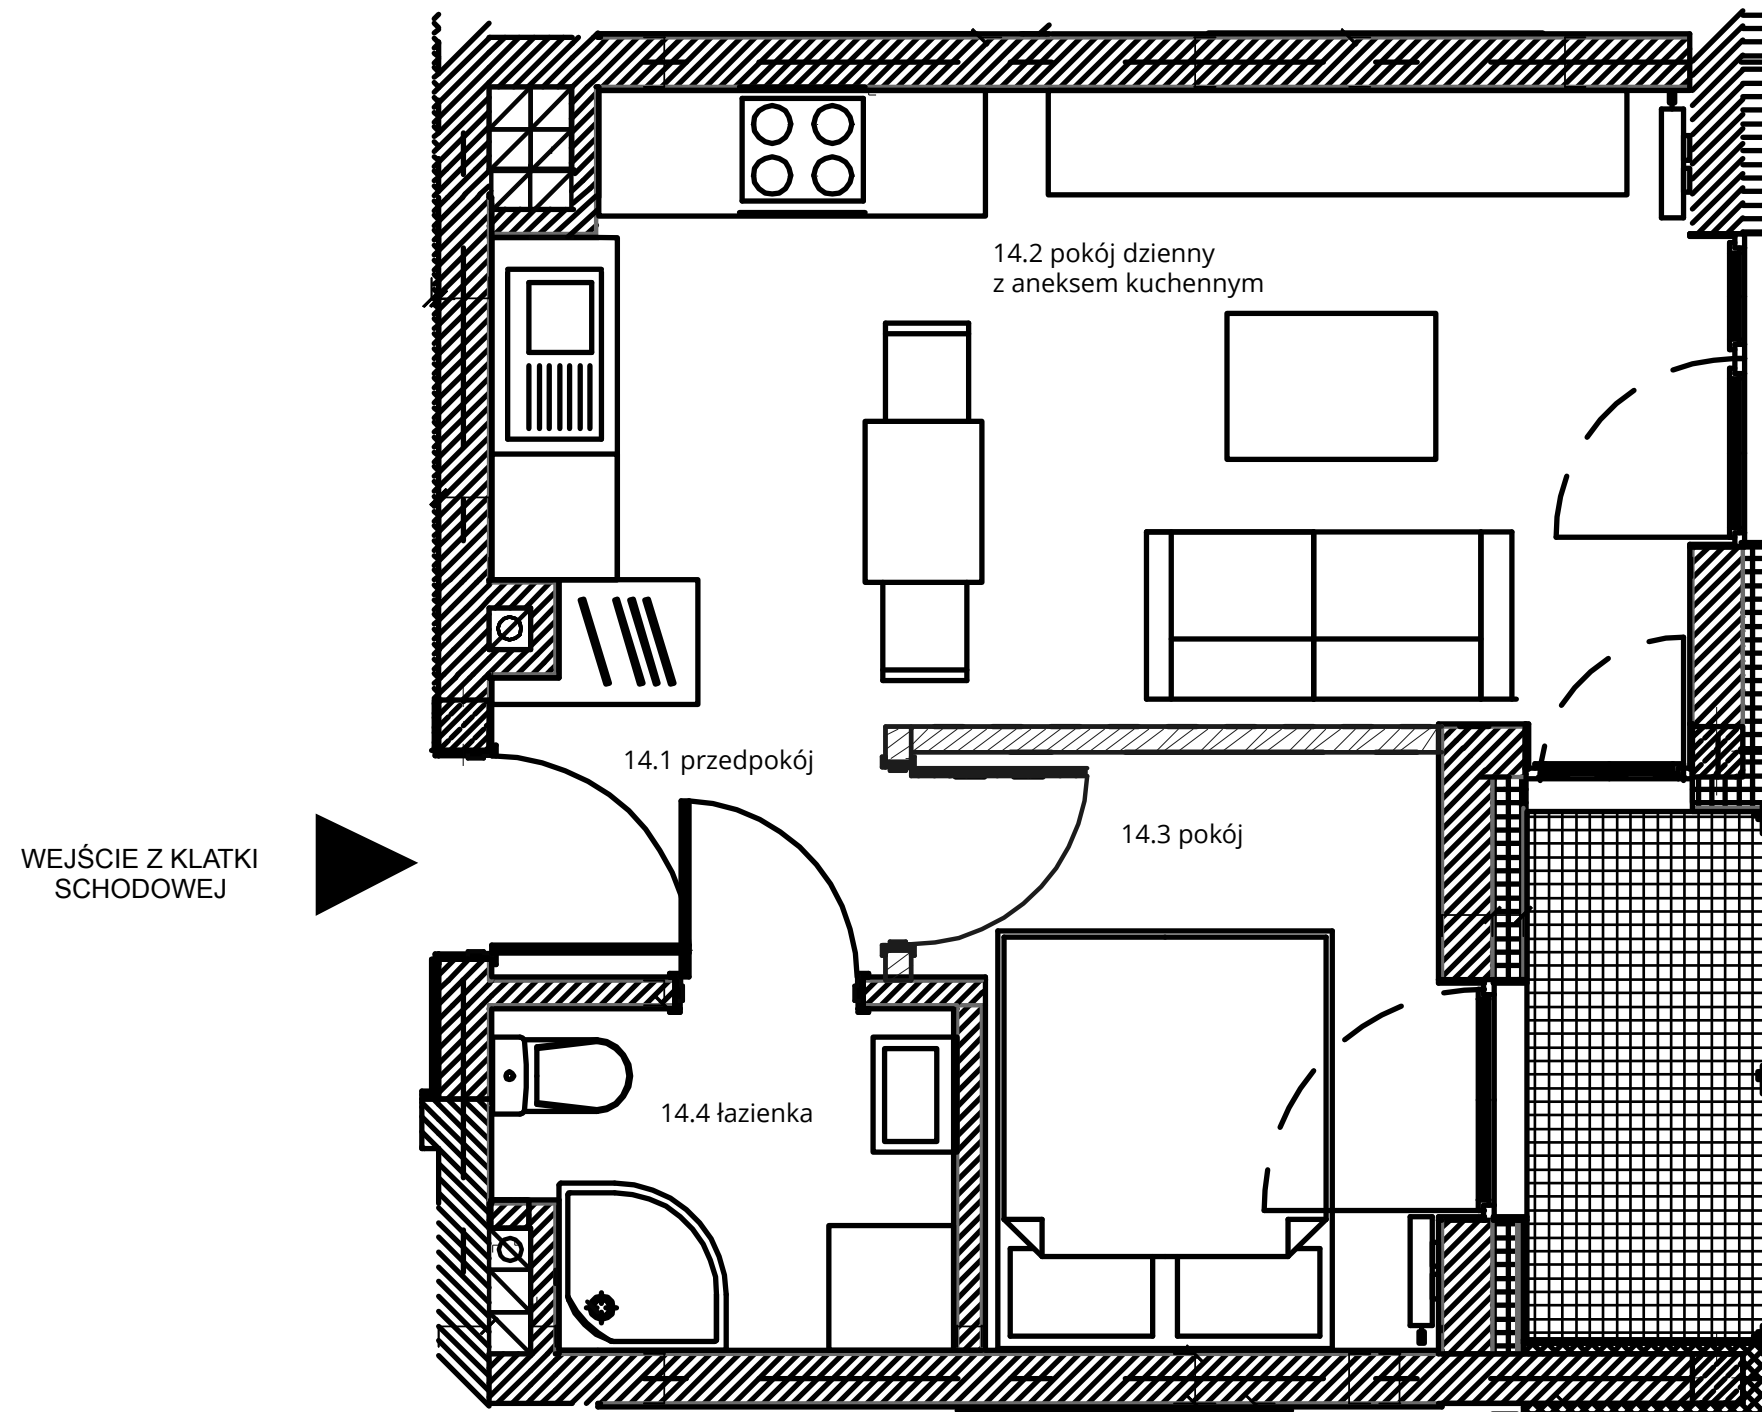 14.2 pokój dzienny
z aneksem kuchennym
14.1 przedpokój
14.3 pokój
WEJŚCIE Z KLATKI
SCHODOWEJ
14.4 łazienka